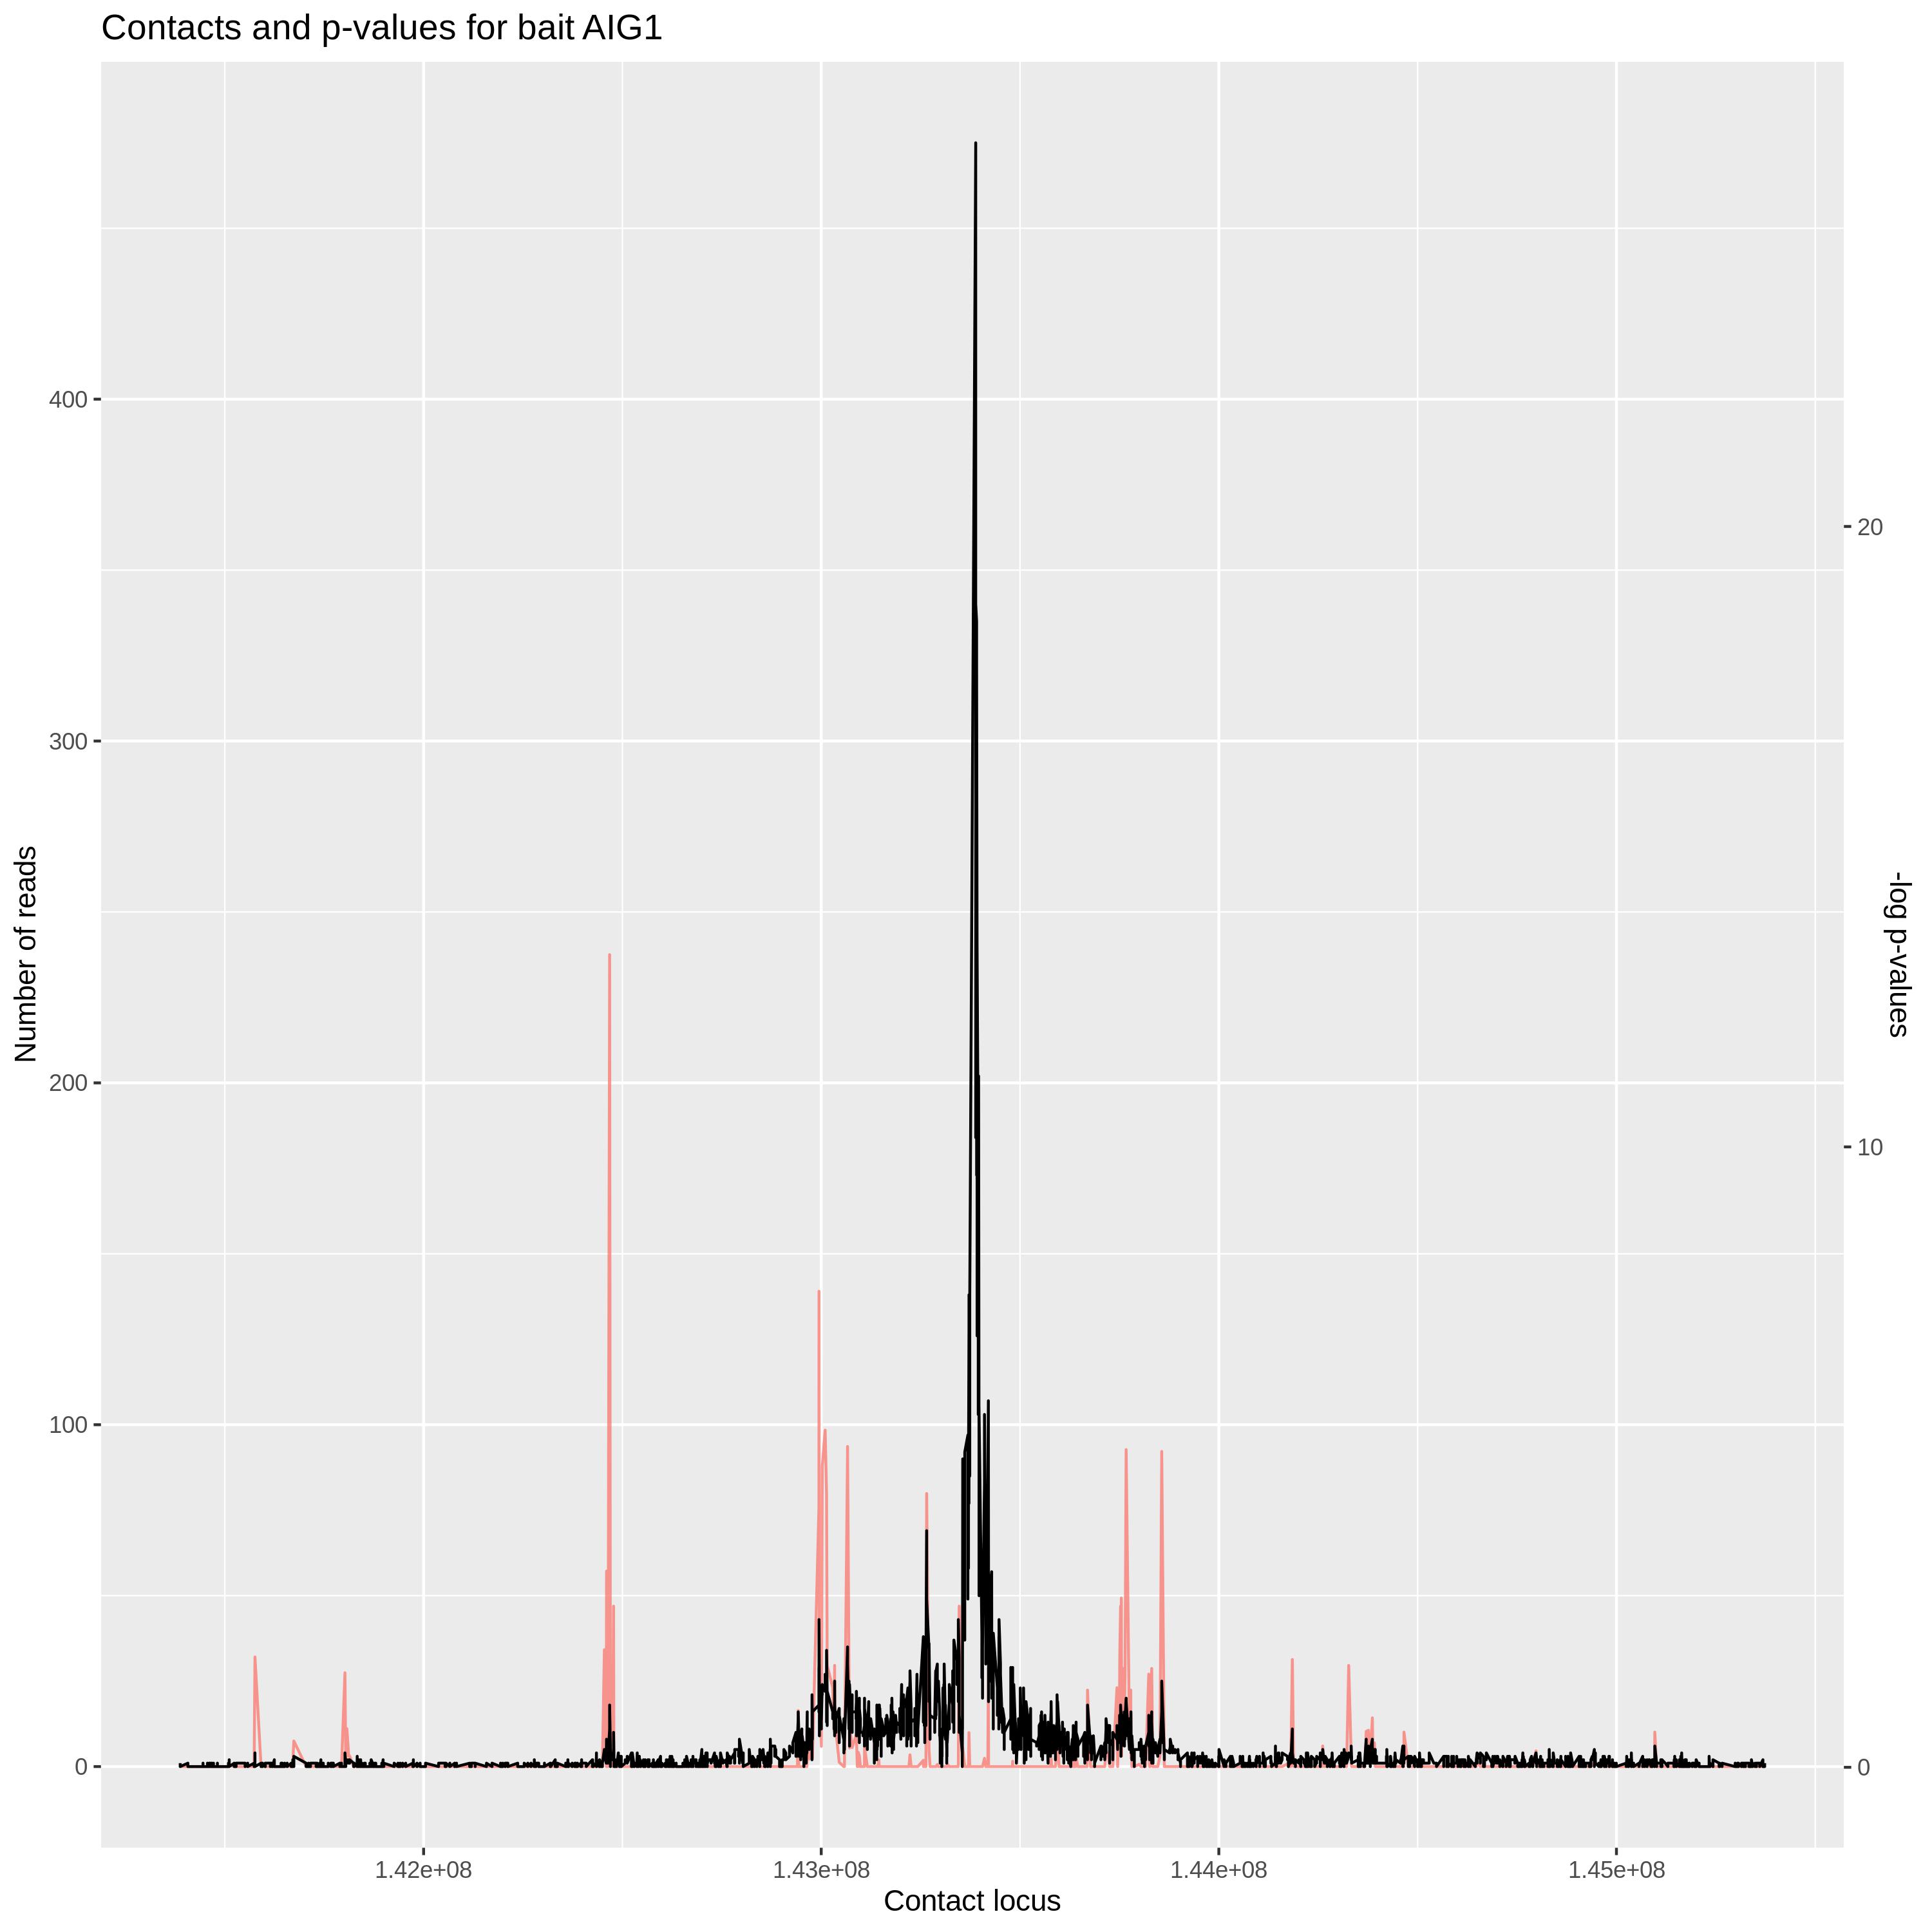 Contacts and p-values for bait AIG1
Number of reads
400
300
200
100
0
20
10
0
-log p-values
1.42e+08
1.43e+08
1.44e+08
1.45e+08
Contact locus